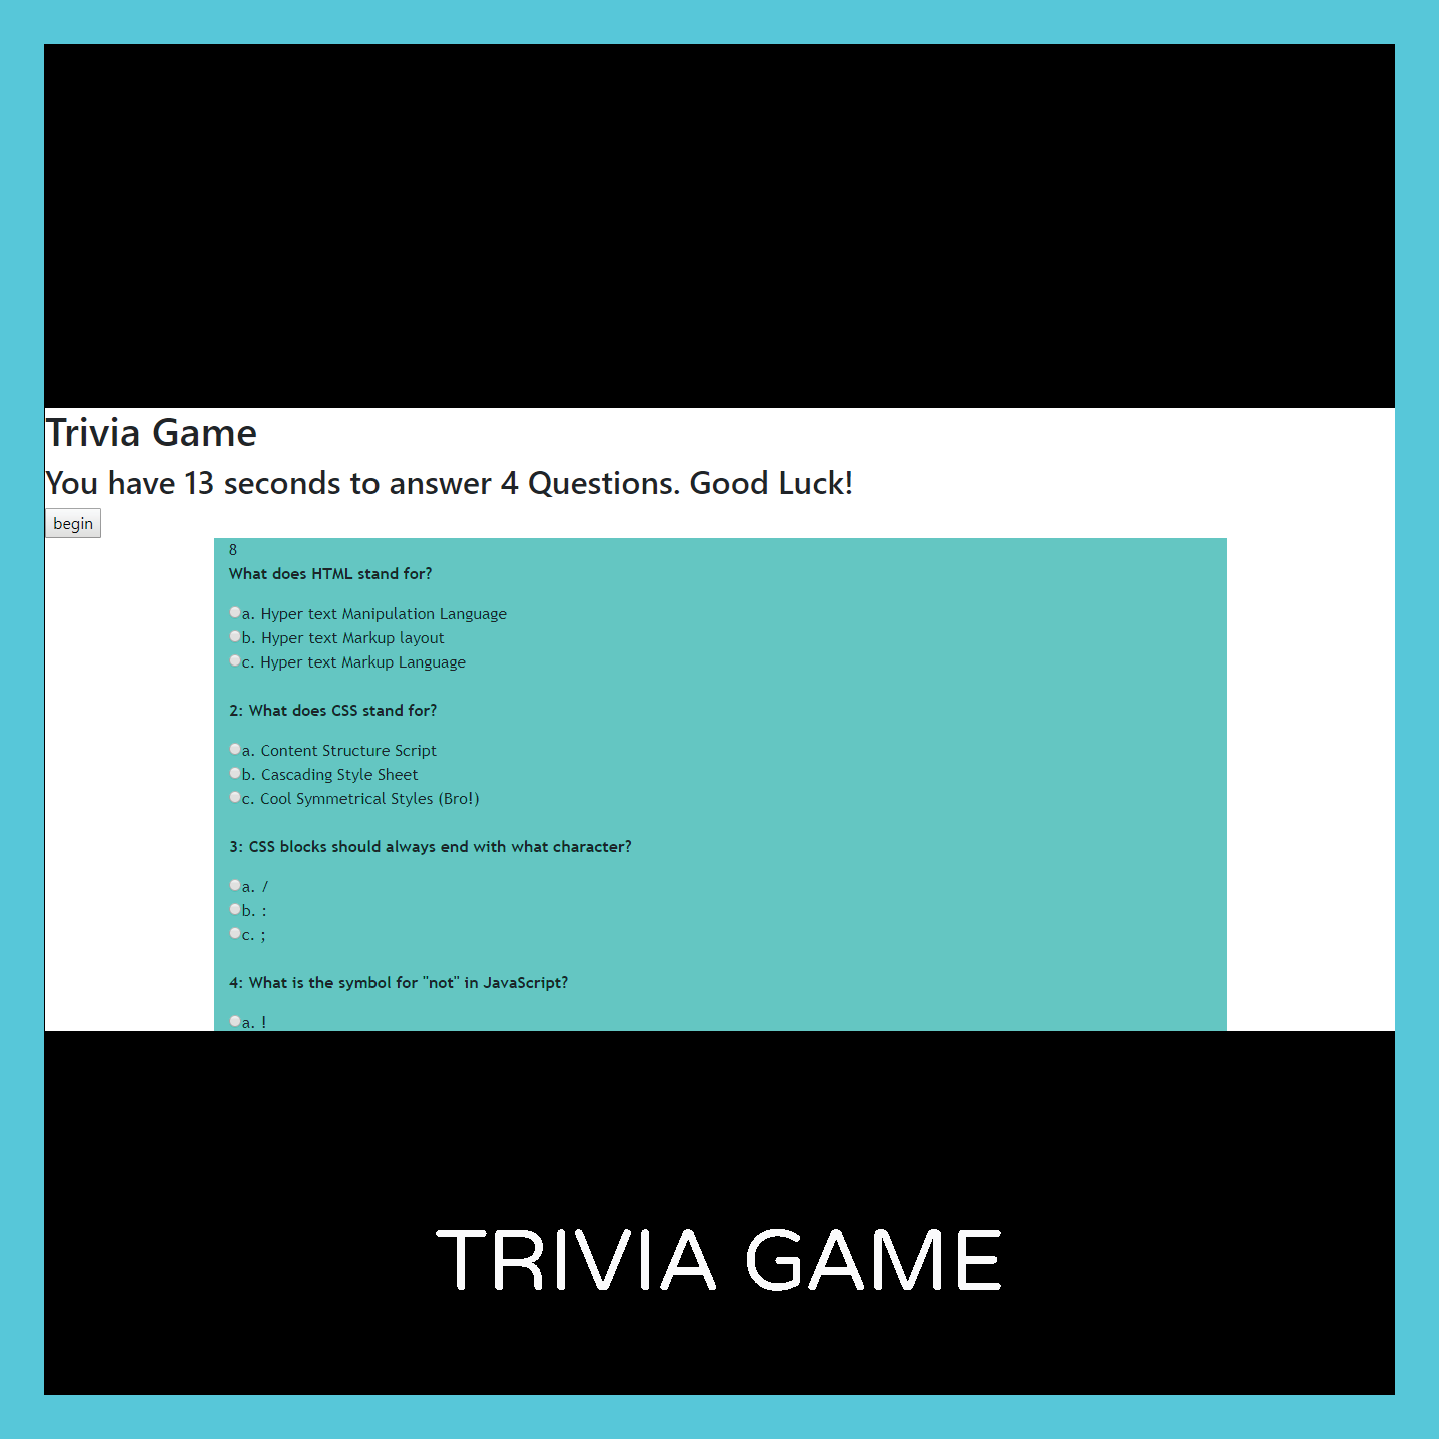 Trivia Game
You have 13 seconds to answer 4 Questions. Good Luck!
begin
8
What does HTML stand for?
a. Hyper text Manipulation Language
b. Hyper text Markup layout
c. Hyper text Markup Language
2: What does CSS stand for?
a. Content Structure Script
b. Cascading Style Sheet
c. Cool Symmetrical Styles (Bro!)
3: CSS blocks should always end with what character?
a. /
b. :
c. ;
4: What is the symbol for "not" in JavaScript?
a. !
TRIVIA GAME